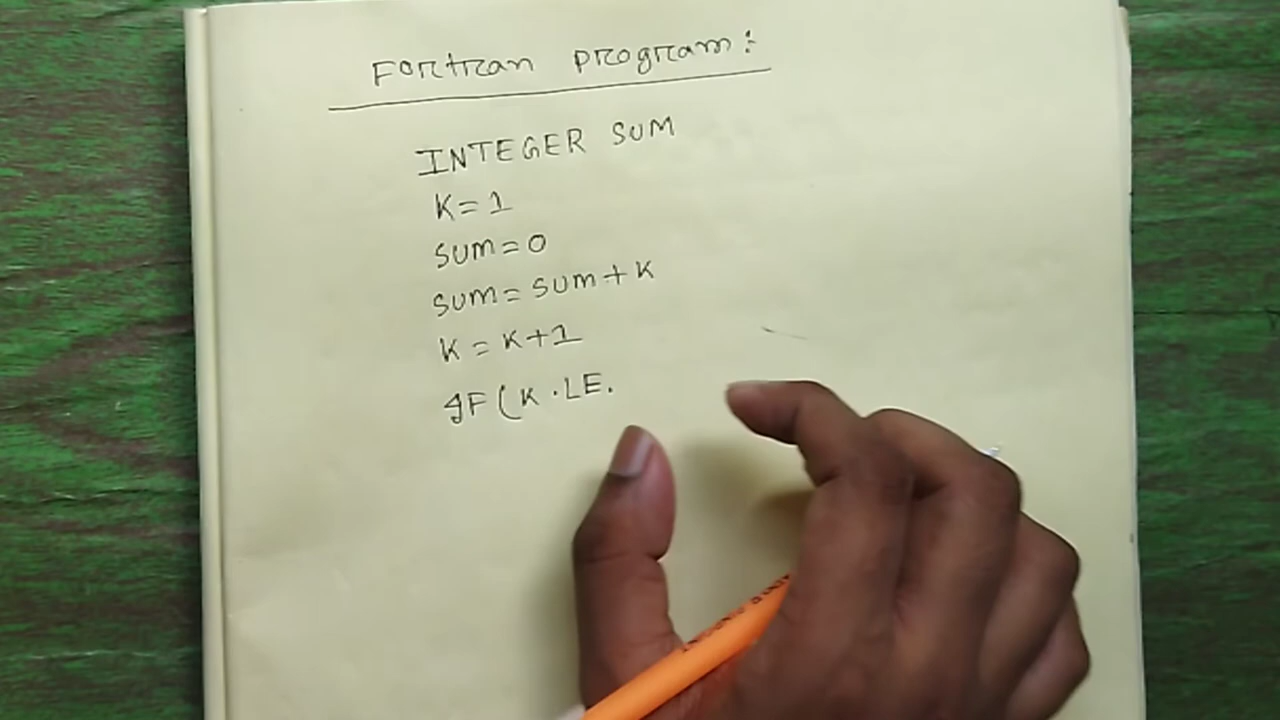 Fortran program:
INTEGER SUM
K=1
SUM=0
SUM=SUM+K
K=K+1
IF(K.LE.